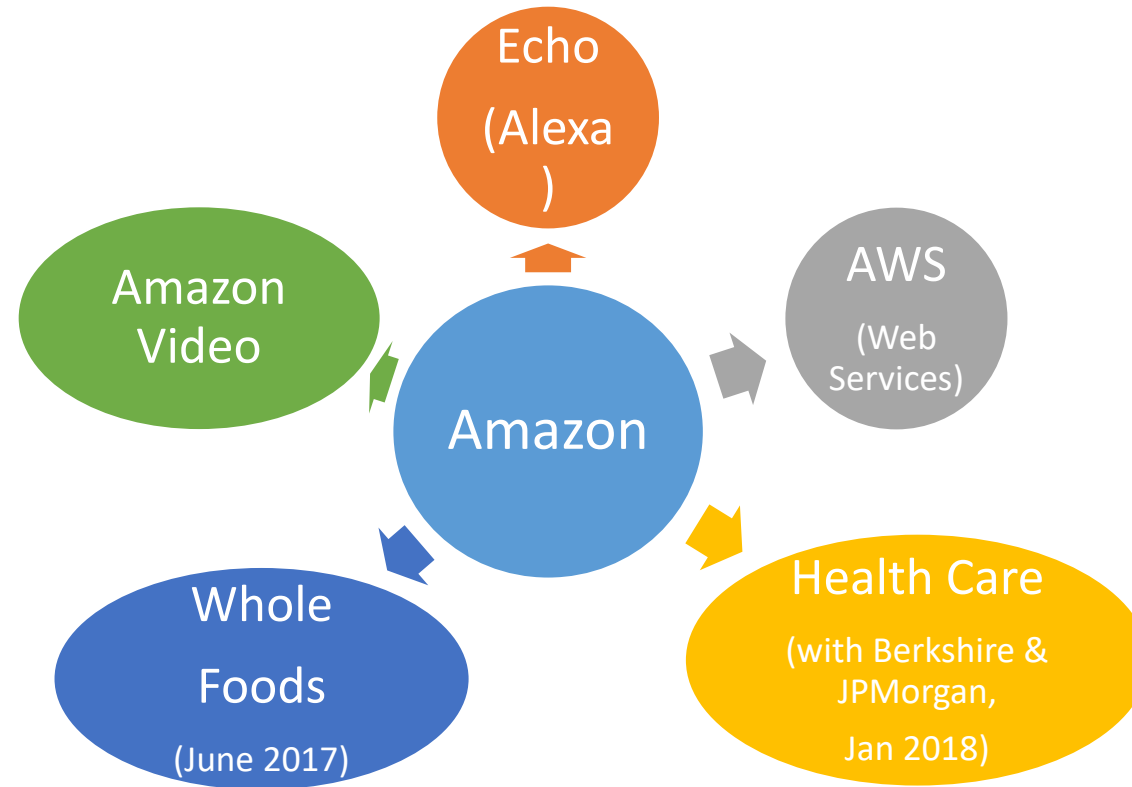 Echo
(Alexa
)
Amazon
Video
AWS
(Web
Services)
Amazon
Whole
Foods
(June 2017)
Health Care
(with Berkshire &
JPMorgan,
Jan 2018)